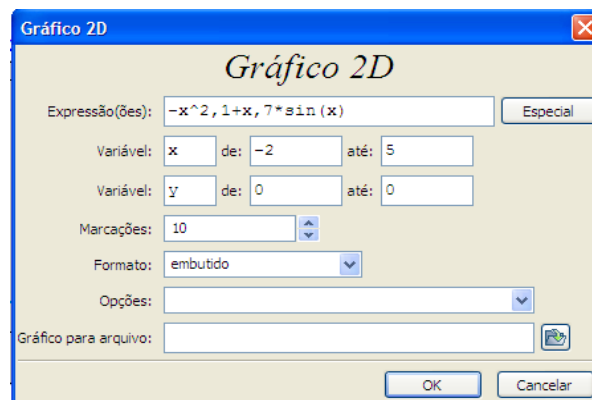 Gráfico 2D
Gráfico 2D
Expressão(ões): -x^2,1+x,7*sin(x) Especial
Variável: x de: -2 até: 5
Variável: y de: 0 até: 0
Marcações: 10
Formato: embutido
Opções:
Gráfico para arquivo:
OK Cancelar